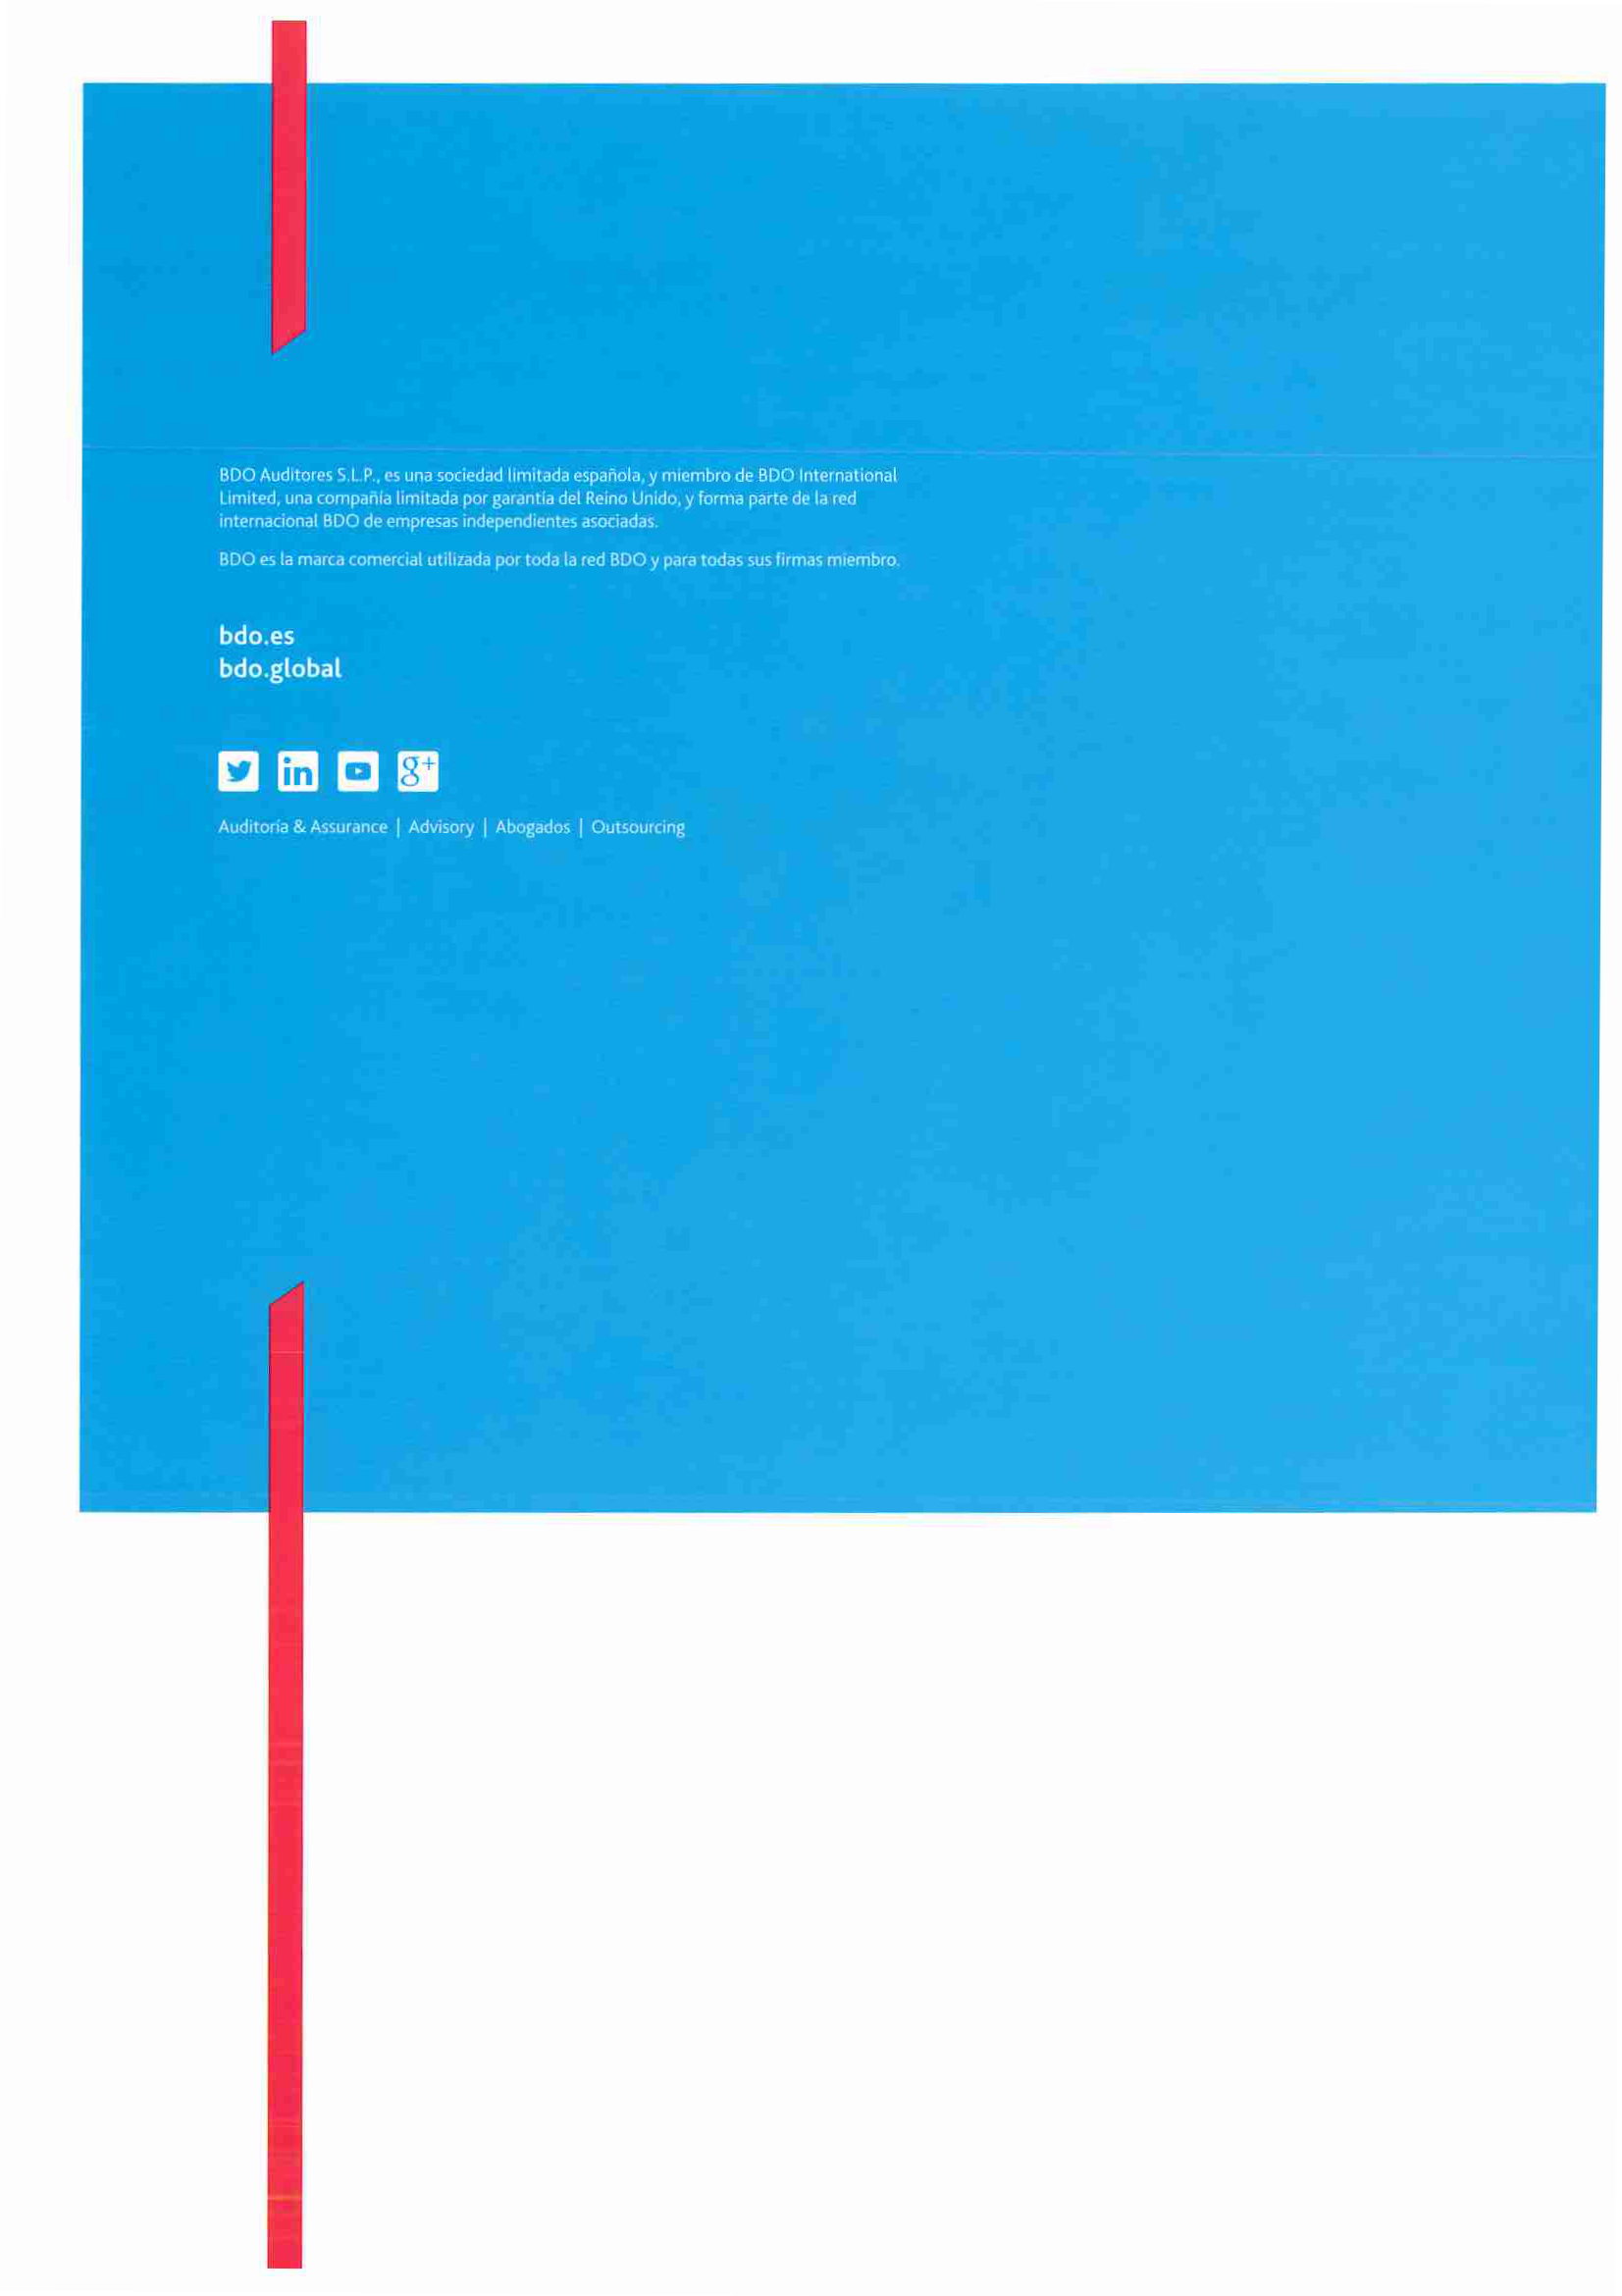 BDO Auditores S.L.P., es una sociedad limitada española, y miembro de BDO International
Limited, una compañía limitada por garantía del Reino Unido, y forma parte de la red
internacional BDO de empresas independientes asociadas.
BDO es la marca comercial utilizada por toda la red BDO y para todas sus firmas miembro.
bdo.es
bdo.global
in g+
Auditoría & Assurance | Advisory | Abogados | Outsourcing